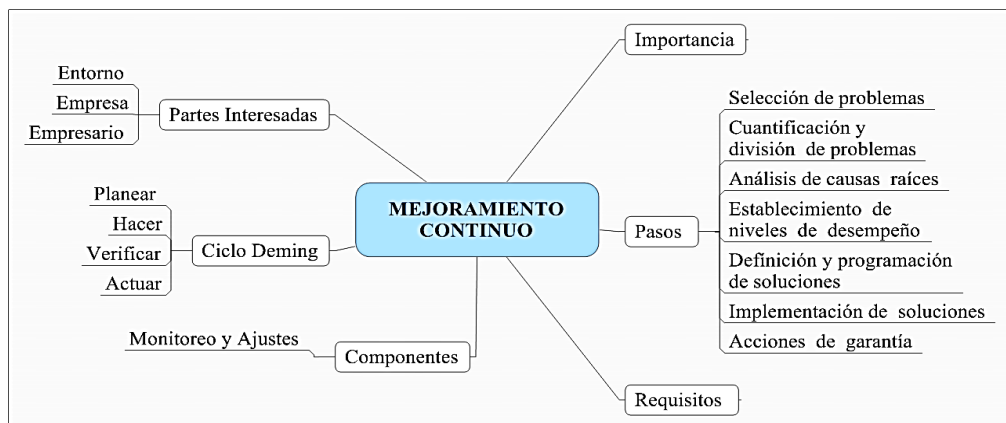 MEJORAMIENTO
CONTINUO
Importancia
Pasos
Selección de problemas
Cuantificación y
división de problemas
Análisis de causas raíces
Establecimiento de
niveles de desempeño
Definición y programación
de soluciones
Implementación de soluciones
Acciones de garantía
Requisitos
Componentes
Monitoreo y Ajustes
Ciclo Deming
Planear
Hacer
Verificar
Actuar
Partes Interesadas
Entorno
Empresa
Empresario